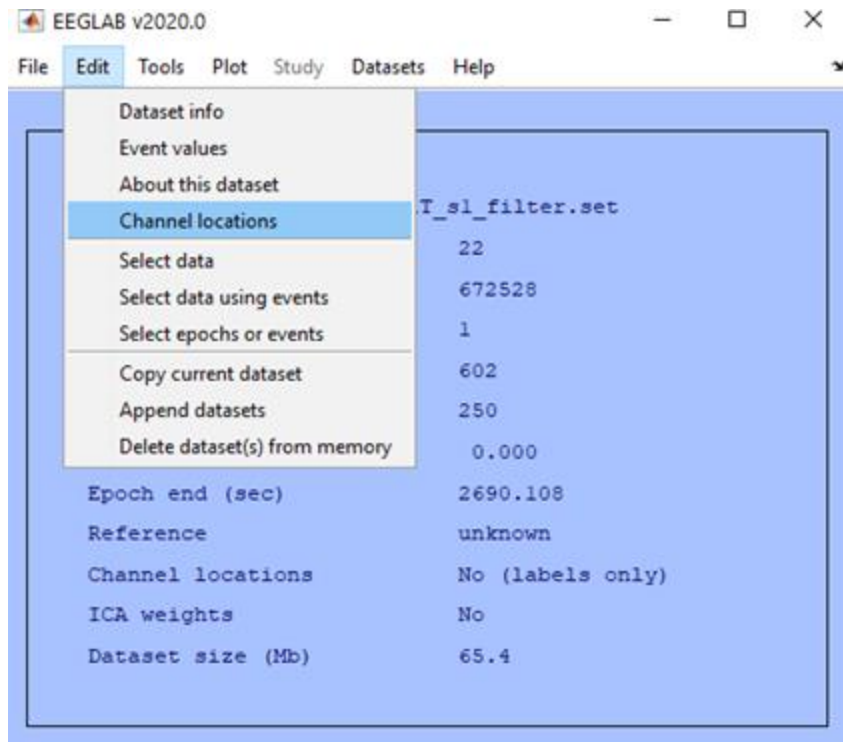 EEGLAB v2020.0
File Edit Tools Plot Study Datasets Help
Dataset info
Event values
About this dataset
Channel locations
T_s1_filter.set
Select data
22
Select data using events
672528
Select epochs or events
1
Copy current dataset
602
Append datasets
250
Delete dataset(s) from memory
0.000
Epoch end (sec) 2690.108
Reference unknown
Channel locations No (labels only)
ICA weights No
Dataset size (Mb) 65.4